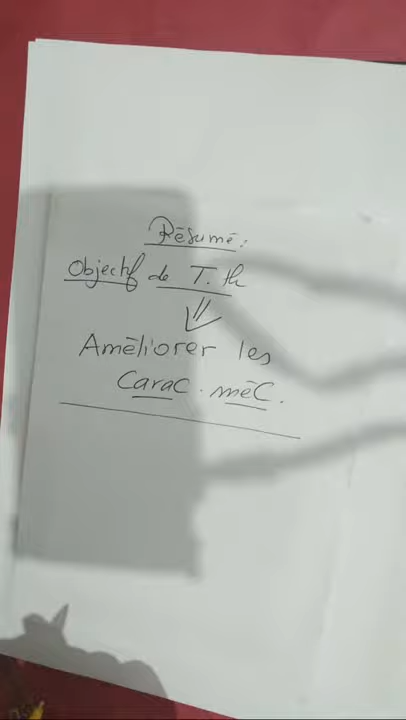 Résumé:
Objectif de T.th
Améliorer les
Carac. méc.